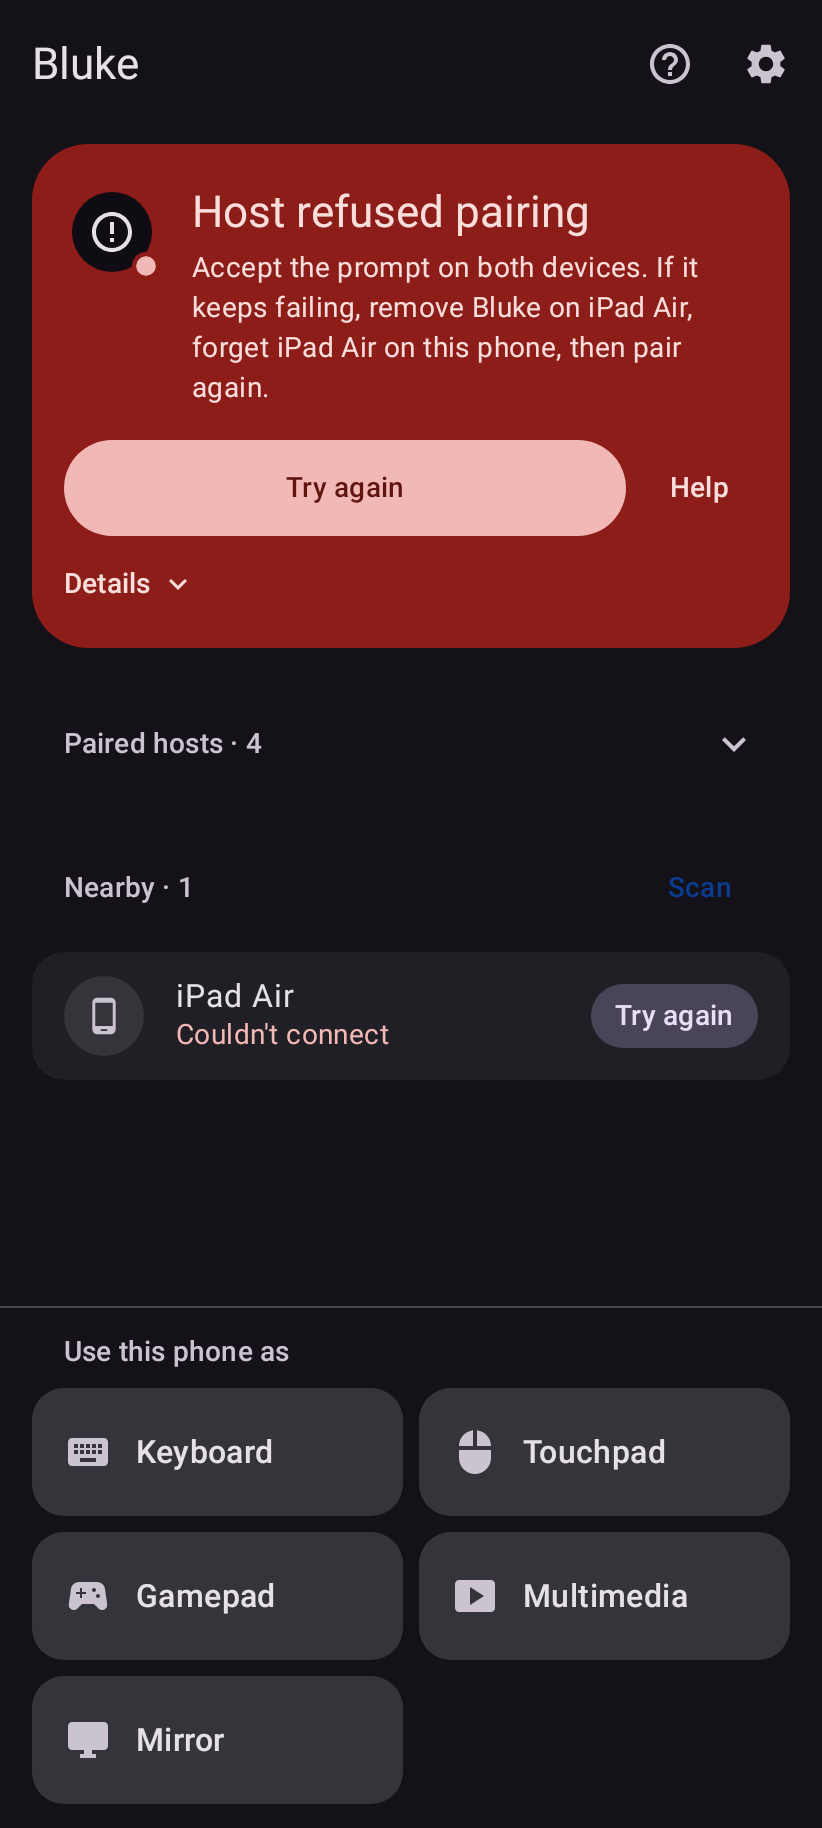 Bluke
Host refused pairing
Accept the prompt on both devices. If it
keeps failing, remove Bluke on iPad Air,
forget iPad Air on this phone, then pair
again.
Try again
Help
Details
Paired hosts · 4
Nearby · 1
Scan
iPad Air
Couldn't connect
Try again
Use this phone as
Keyboard
Touchpad
Gamepad
Multimedia
Mirror